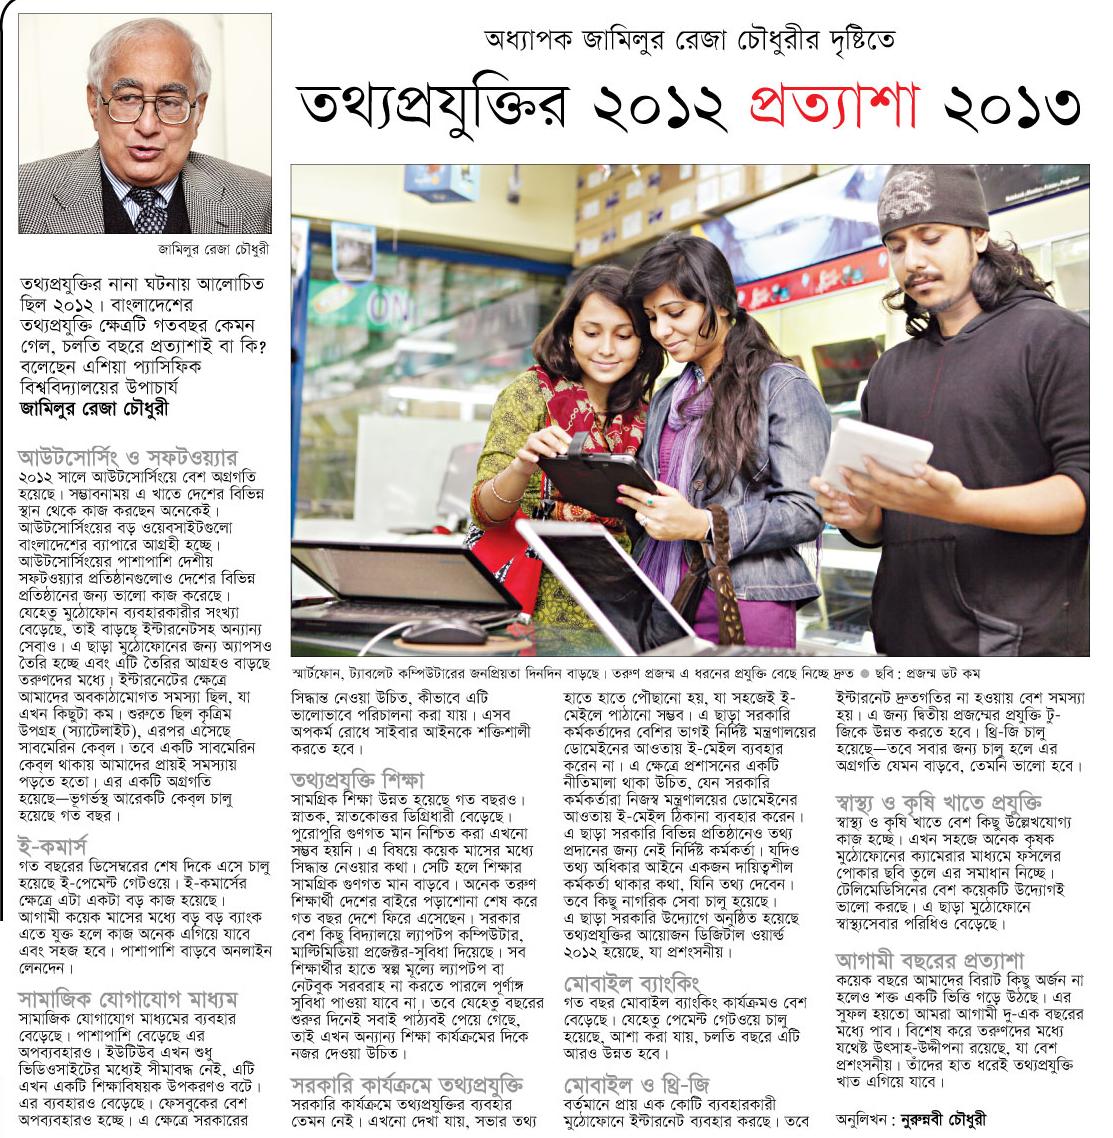 অধ্যাপক জামিলুর রেজা চৌধুরীর দৃষ্টিতে
তথ্যপ্রযুক্তির ২০১২ প্রত্যাশা ২০১৩
জামিলুর রেজা চৌধুরী
তথ্যপ্রযুক্তির নানা ঘটনায় আলোচিত
ছিল ২০১২। বাংলাদেশের
তথ্যপ্রযুক্তি ক্ষেত্রটি গতবছর কেমন
গেল, চলতি বছরে প্রত্যাশাই বা কি?
বলেছেন এশিয়া প্যাসিফিক
বিশ্ববিদ্যালয়ের উপাচার্য
জামিলুর রেজা চৌধুরী
আউটসোর্সিং ও সফটওয়্যার
২০১২ সালে আউটসোর্সিংয়ে বেশ অগ্রগতি
হয়েছে। সম্ভাবনাময় এ খাতে দেশের বিভিন্ন
স্থান থেকে কাজ করছেন অনেকেই।
আউটসোর্সিংয়ের বড় ওয়েবসাইটগুলো
বাংলাদেশের ব্যাপারে আগ্রহী হচ্ছে।
আউটসোর্সিংয়ের পাশাপাশি দেশীয়
সফটওয়্যার প্রতিষ্ঠানগুলোও দেশের বিভিন্ন
প্রতিষ্ঠানের জন্য ভালো কাজ করেছে।
যেহেতু মুঠোফোন ব্যবহারকারীর সংখ্যা
বেড়েছে, তাই বাড়ছে ইন্টারনেটসহ অন্যান্য
সেবাও। এ ছাড়া মুঠোফোনের জন্য অ্যাপসও
তৈরি হচ্ছে এবং এটি তৈরির আগ্রহও বাড়ছে
তরুণদের মধ্যে। ইন্টারনেটের ক্ষেত্রে
আমাদের অবকাঠামোগত সমস্যা ছিল, যা
এখন কিছুটা কম। শুরুতে ছিল কৃত্রিম
উপগ্রহ (স্যাটেলাইট), এরপর এসেছে
সাবমেরিন কেব্‌ল। তবে একটি সাবমেরিন
কেব্‌ল থাকায় আমাদের প্রায়ই সমস্যায়
পড়তে হতো। এর একটি অগ্রগতি
হয়েছে—ভূগর্ভস্থ আরেকটি কেব্‌ল চালু
হয়েছে গত বছর।
ই-কমার্স
গত বছরের ডিসেম্বরের শেষ দিকে এসে চালু
হয়েছে ই-পেমেন্ট গেটওয়ে। ই-কমার্সের
ক্ষেত্রে এটা একটা বড় কাজ হয়েছে।
আগামী কয়েক মাসের মধ্যে বড় বড় ব্যাংক
এতে যুক্ত হলে কাজ অনেক এগিয়ে যাবে
এবং সহজ হবে। পাশাপাশি বাড়বে অনলাইন
লেনদেন।
সামাজিক যোগাযোগ মাধ্যম
সামাজিক যোগাযোগ মাধ্যমের ব্যবহার
বেড়েছে। পাশাপাশি বেড়েছে এর
অপব্যবহারও। ইউটিউব এখন শুধু
ভিডিওসাইটের মধ্যেই সীমাবদ্ধ নেই, এটি
এখন একটি শিক্ষাবিষয়ক উপকরণও বটে।
এর ব্যবহারও বেড়েছে। ফেসবুকের বেশ
অপব্যবহারও হচ্ছে। এ ক্ষেত্রে সরকারের
স্মার্টফোন, ট্যাবলেট কম্পিউটারের জনপ্রিয়তা দিনদিন বাড়ছে। তরুণ প্রজন্ম এ ধরনের প্রযুক্তি বেছে নিচ্ছে দ্রুত ● ছবি : প্রজন্ম ডট কম
সিদ্ধান্ত নেওয়া উচিত, কীভাবে এটি
ভালোভাবে পরিচালনা করা যায়। এসব
অপকর্ম রোধে সাইবার আইনকে শক্তিশালী
করতে হবে।
তথ্যপ্রযুক্তি শিক্ষা
সামগ্রিক শিক্ষা উন্নত হয়েছে গত বছরও।
স্নাতক, স্নাতকোত্তর ডিগ্রিধারী বেড়েছে।
পুরোপুরি গুণগত মান নিশ্চিত করা এখনো
সম্ভব হয়নি। এ বিষয়ে কয়েক মাসের মধ্যে
সিদ্ধান্ত নেওয়ার কথা। সেটি হলে শিক্ষার
সামগ্রিক গুণগত মান বাড়বে। অনেক তরুণ
শিক্ষার্থী দেশের বাইরে পড়াশোনা শেষ করে
গত বছর দেশে ফিরে এসেছেন। সরকার
বেশ কিছু বিদ্যালয়ে ল্যাপটপ কম্পিউটার,
মাল্টিমিডিয়া প্রজেক্টর-সুবিধা দিয়েছে। সব
শিক্ষার্থীর হাতে স্বল্প মূল্যে ল্যাপটপ বা
নেটবুক সরবরাহ না করতে পারলে পূর্ণাঙ্গ
সুবিধা পাওয়া যাবে না। তবে যেহেতু বছরের
শুরুর দিনেই সবাই পাঠ্যবই পেয়ে গেছে,
তাই এখন অন্যান্য শিক্ষা কার্যক্রমের দিকে
নজর দেওয়া উচিত।
সরকারি কার্যক্রমে তথ্যপ্রযুক্তি
সরকারি কার্যক্রমে তথ্যপ্রযুক্তির ব্যবহার
তেমন নেই। এখনো দেখা যায়, সভার তথ্য
হাতে হাতে পৌছানো হয়, যা সহজেই ই-
মেইলে পাঠানো সম্ভব। এ ছাড়া সরকারি
কর্মকর্তাদের বেশির ভাগই নির্দিষ্ট মন্ত্রণালয়ের
ডোমেইনের আওতায় ই-মেইল ব্যবহার
করেন না। এ ক্ষেত্রে প্রশাসনের একটি
নীতিমালা থাকা উচিত, যেন সরকারি
কর্মকর্তারা নিজস্ব মন্ত্রণালয়ের ডোমেইনের
আওতায় ই-মেইল ঠিকানা ব্যবহার করেন।
এ ছাড়া সরকারি বিভিন্ন প্রতিষ্ঠানেও তথ্য
প্রদানের জন্য নেই নির্দিষ্ট কর্মকর্তা। যদিও
তথ্য অধিকার আইনে একজন দায়িত্বশীল
কর্মকর্তা থাকার কথা, যিনি তথ্য দেবেন।
তবে কিছু নাগরিক সেবা চালু হয়েছে।
এ ছাড়া সরকারি উদ্যোগে অনুষ্ঠিত হয়েছে
তথ্যপ্রযুক্তির আয়োজন ডিজিটাল ওয়ার্ল্ড
২০১২ হয়েছে, যা প্রশংসনীয়।
মোবাইল ব্যাংকিং
গত বছর মোবাইল ব্যাংকিং কার্যক্রমও বেশ
বেড়েছে। যেহেতু পেমেন্ট গেটওয়ে চালু
হয়েছে, আশা করা যায়, চলতি বছরে এটি
আরও উন্নত হবে।
মোবাইল ও থ্রি-জি
বর্তমানে প্রায় এক কোটি ব্যবহারকারী
মুঠোফোনে ইন্টারনেট ব্যবহার করছে। তবে
ইন্টারনেট দ্রুতগতির না হওয়ায় বেশ সমস্যা
হয়। এ জন্য দ্বিতীয় প্রজম্মের প্রযুক্তি টু-
জিকে উন্নত করতে হবে। থ্রি-জি চালু
হয়েছে—তবে সবার জন্য চালু হলে এর
অগ্রগতি যেমন বাড়বে, তেমনি ভালো হবে।
স্বাস্থ্য ও কৃষি খাতে প্রযুক্তি
স্বাস্থ্য ও কৃষি খাতে বেশ কিছু উল্লেখযোগ্য
কাজ হচ্ছে। এখন সহজে অনেক কৃষক
মুঠোফোনের ক্যামেরার মাধ্যমে ফসলের
পোকার ছবি তুলে এর সমাধান নিচ্ছে।
টেলিমেডিসিনের বেশ কয়েকটি উদ্যোগই
ভালো করছে। এ ছাড়া মুঠোফোনে
স্বাস্থ্যসেবার পরিধিও বেড়েছে।
আগামী বছরের প্রত্যাশা
কয়েক বছরে আমাদের বিরাট কিছু অর্জন না
হলেও শক্ত একটি ভিত্তি গড়ে উঠছে। এর
সুফল হয়তো আমরা আগামী দু-এক বছরের
মধ্যে পাব। বিশেষ করে তরুণদের মধ্যে
যথেষ্ট উৎসাহ-উদ্দীপনা রয়েছে, যা বেশ
প্রশংসনীয়। তাঁদের হাত ধরেই তথ্যপ্রযুক্তি
খাত এগিয়ে যাবে।
অনুলিখন : নুরুন্নবী চৌধুরী